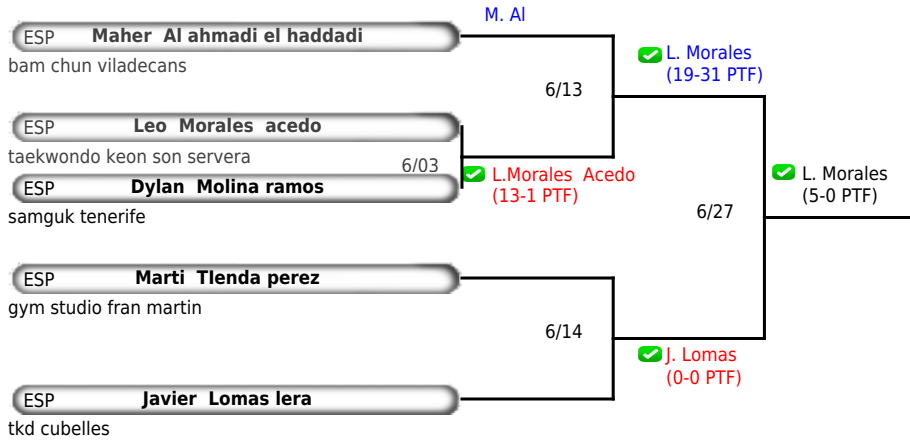 M. Al
ESP Maher Al ahmadi el haddadi
bam chun viladecans
L. Morales
(19-31 PTF)
6/13
ESP Leo Morales acedo
taekwondo keon son servera
6/03
L.Morales Acedo
(13-1 PTF)
ESP Dylan Molina ramos
samguk tenerife
L. Morales
(5-0 PTF)
6/27
ESP Marti Tlenda perez
gym studio fran martin
6/14
J. Lomas
(0-0 PTF)
ESP Javier Lomas lera
tkd cubelles